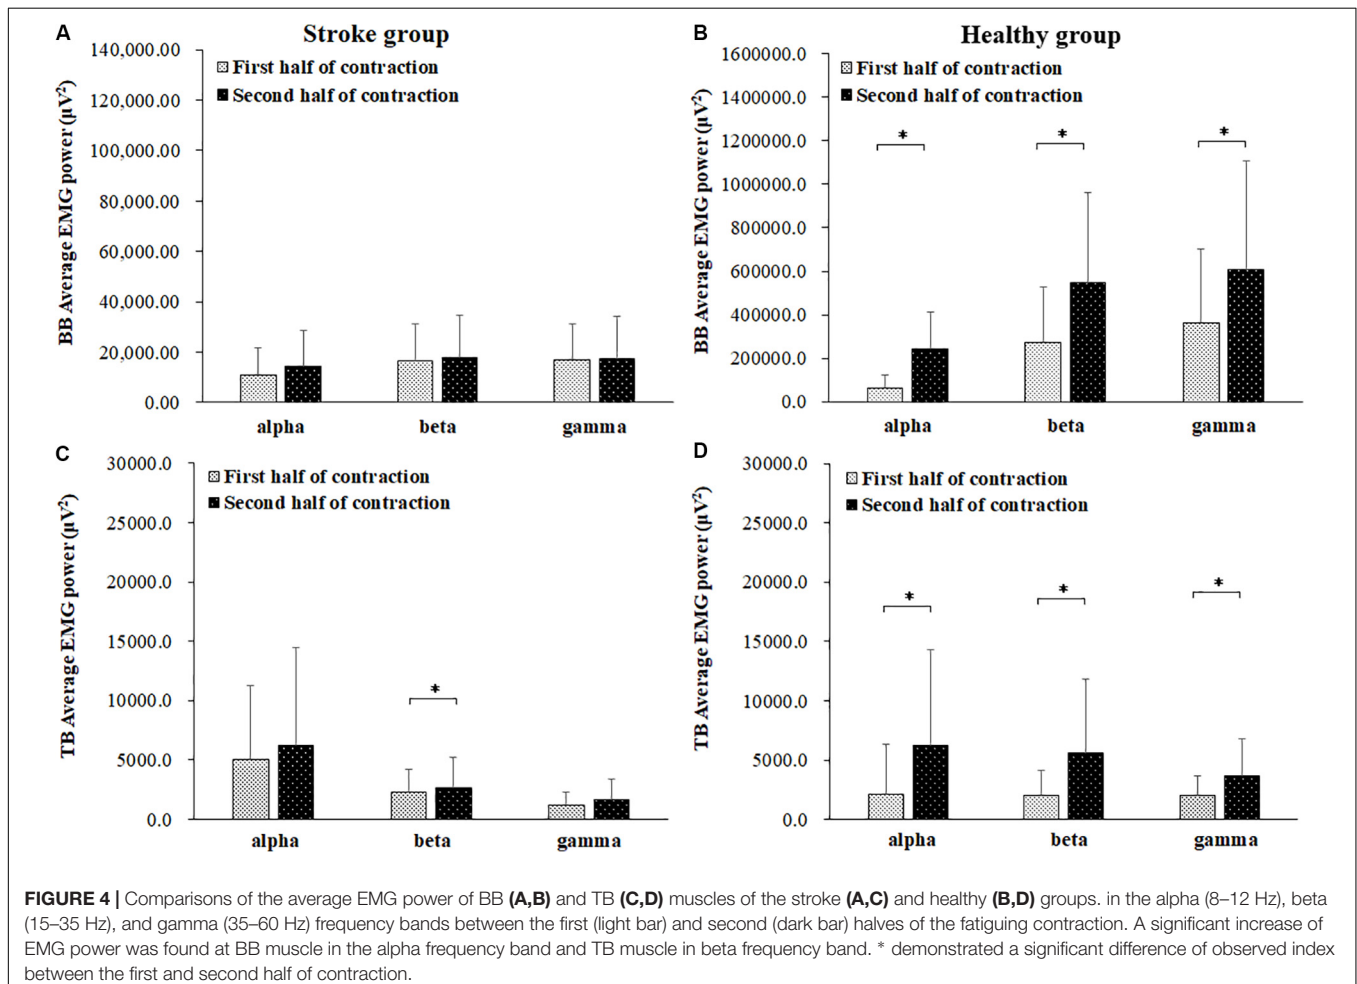 A
Stroke group
BB Average EMG power (µV²)
140,000.00
120,000.00
100,000.00
80,000.00
60,000.00
40,000.00
20,000.00
0.00
First half of contraction
Second half of contraction
alpha beta gamma
B
Healthy group
BB Average EMG power (µV²)
1600000.0
1400000.0
1200000.0
1000000.0
800000.0
600000.0
400000.0
200000.0
0.0
First half of contraction
Second half of contraction
* * *
alpha beta gamma
C
TB Average EMG power (µV²)
30000.0
25000.0
20000.0
15000.0
10000.0
5000.0
0.0
First half of contraction
Second half of contraction
*
alpha beta gamma
D
TB Average EMG power (µV²)
30000.0
25000.0
20000.0
15000.0
10000.0
5000.0
0.0
First half of contraction
Second half of contraction
* * *
alpha beta gamma
FIGURE 4 | Comparisons of the average EMG power of BB (A,B) and TB (C,D) muscles of the stroke (A,C) and healthy (B,D) groups. in the alpha (8–12 Hz), beta
(15–35 Hz), and gamma (35–60 Hz) frequency bands between the first (light bar) and second (dark bar) halves of the fatiguing contraction. A significant increase of
EMG power was found at BB muscle in the alpha frequency band and TB muscle in beta frequency band. * demonstrated a significant difference of observed index
between the first and second half of contraction.